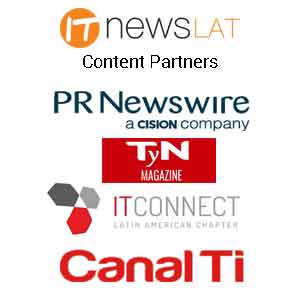 IT newsLAT
Content Partners
PR Newswire
a CISION company
TyN
MAGAZINE
ITCONNECT
LATIN AMERICAN CHAPTER
Canal Ti